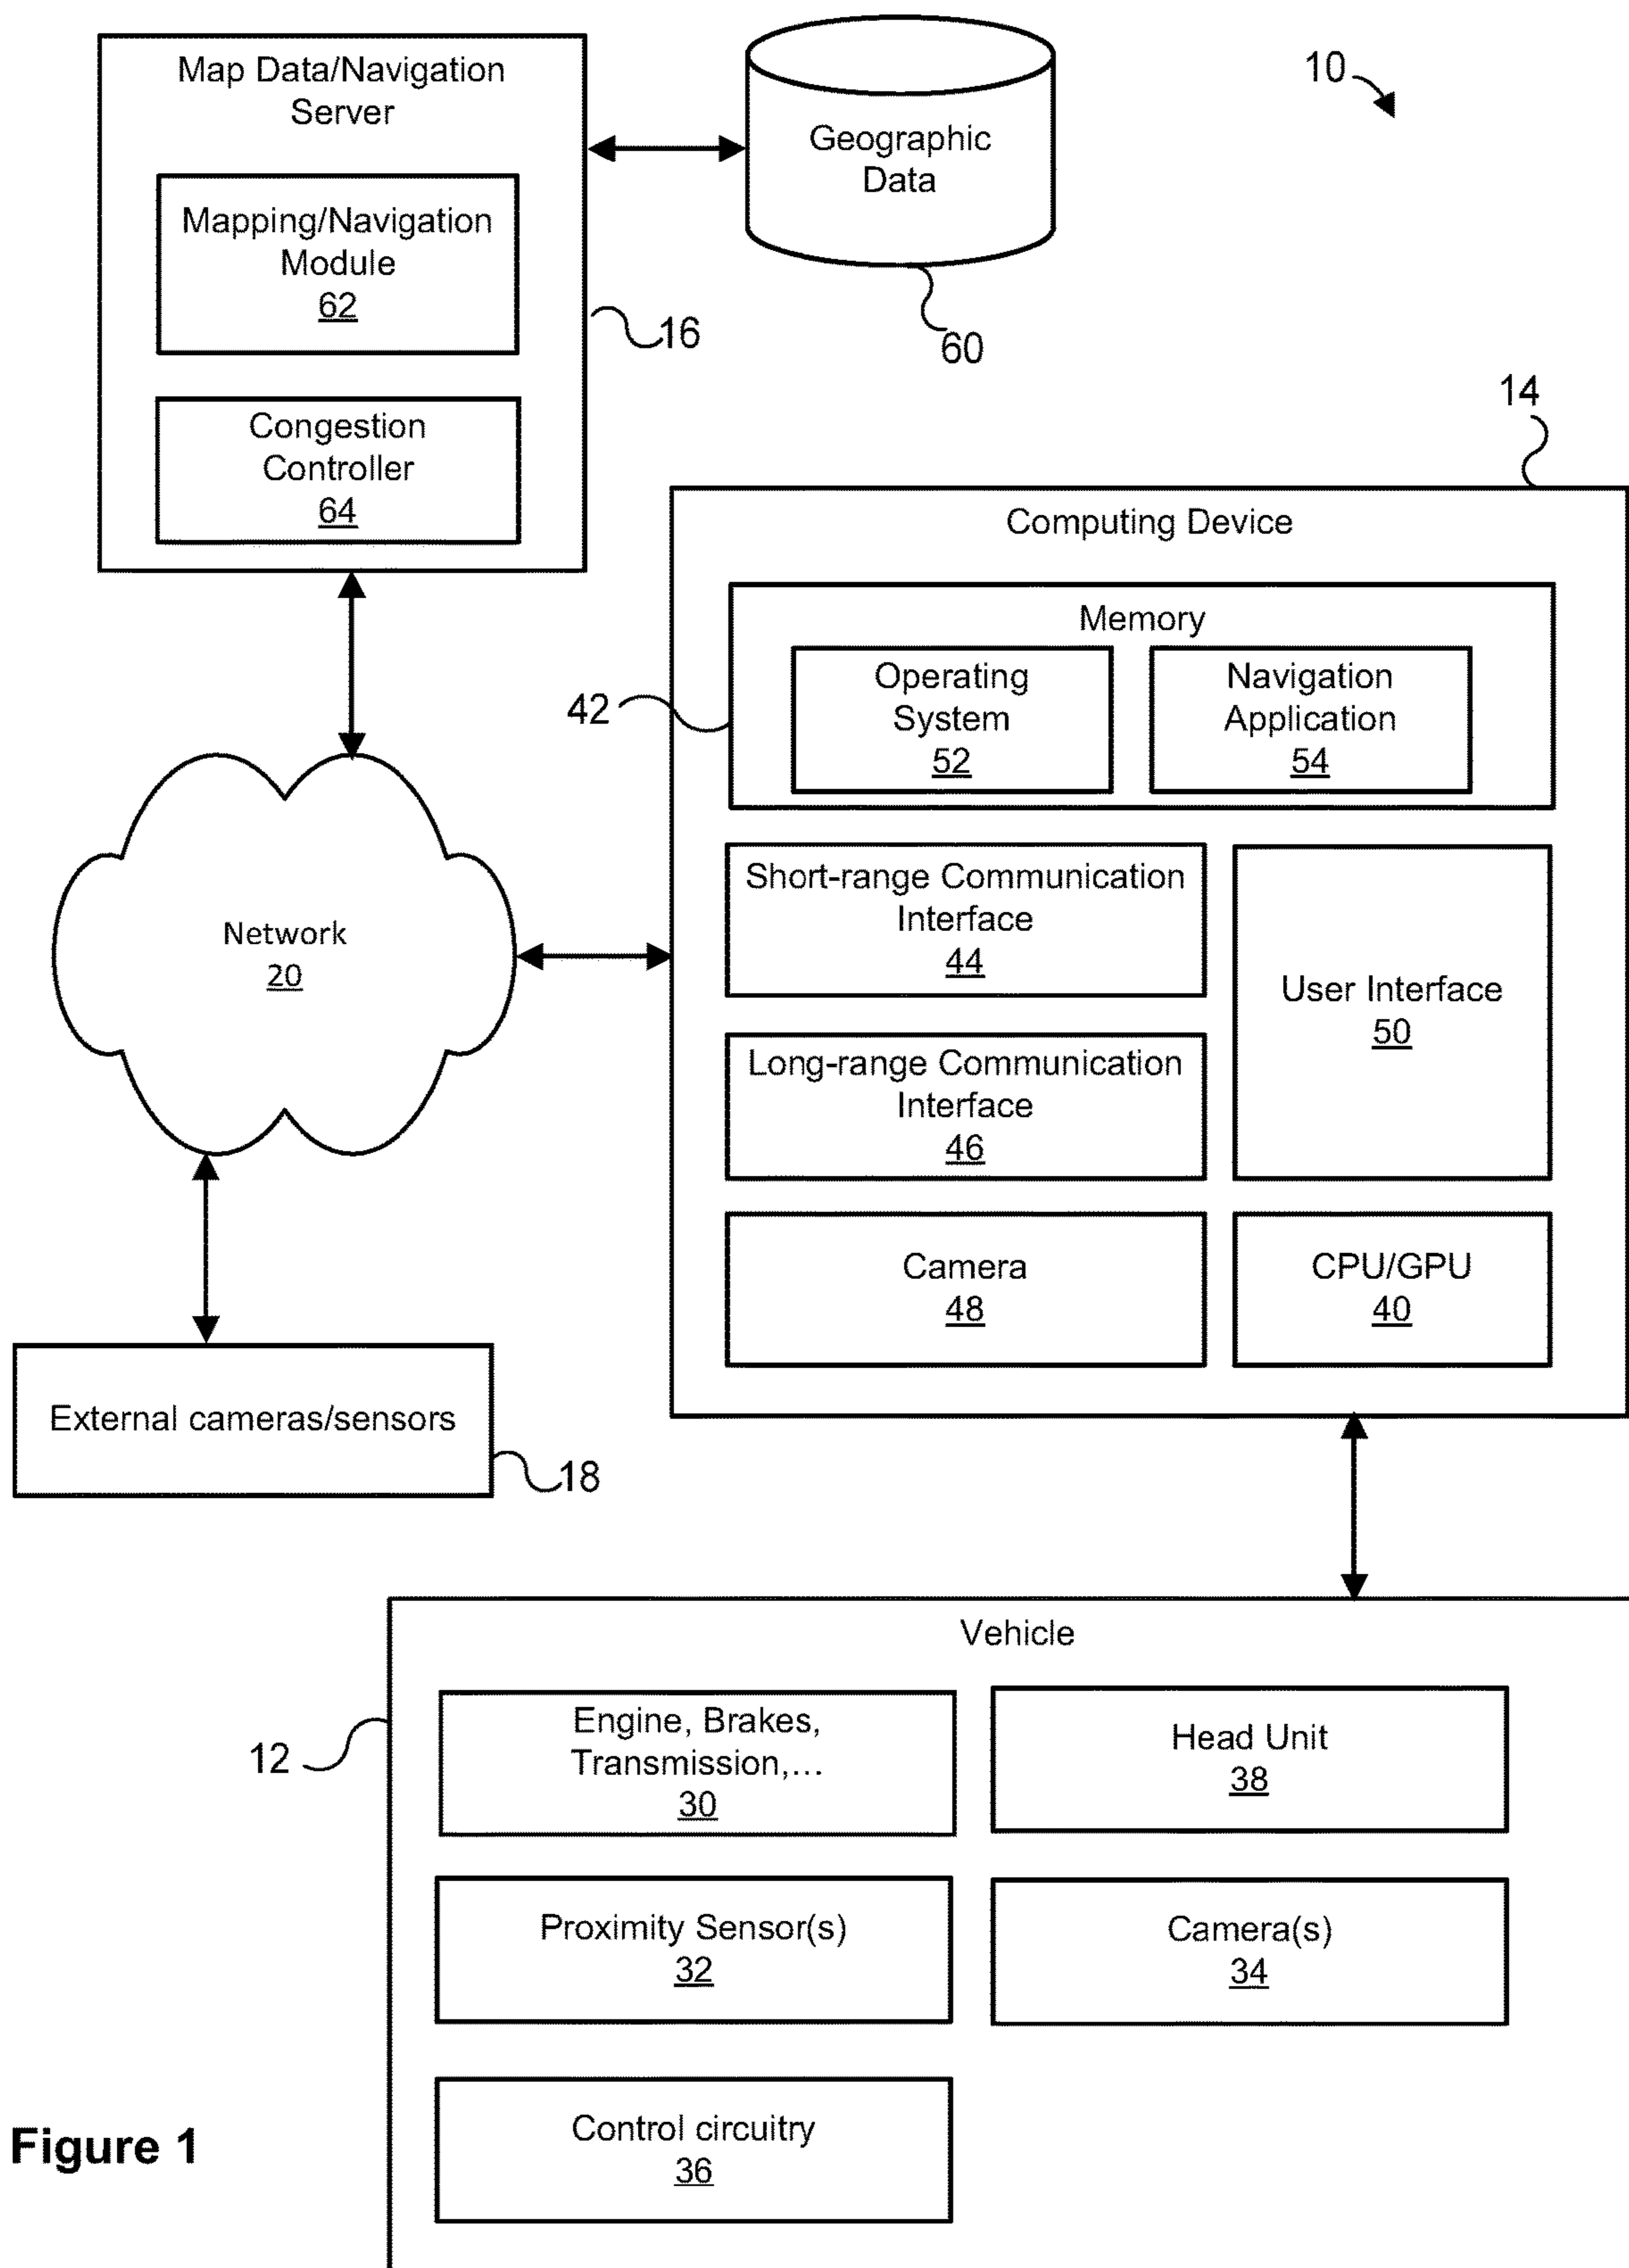 Map Data/Navigation
Server
Mapping/Navigation
Module
62
Congestion
Controller
64
16
Geographic
Data
60
10
14
Computing Device
Memory
42
Operating
System
52
Navigation
Application
54
Short-range Communication
Interface
44
User Interface
50
Long-range Communication
Interface
46
Camera
48
CPU/GPU
40
Network
20
External cameras/sensors
18
Vehicle
12
Engine, Brakes,
Transmission,...
30
Head Unit
38
Proximity Sensor(s)
32
Camera(s)
34
Control circuitry
36
Figure 1